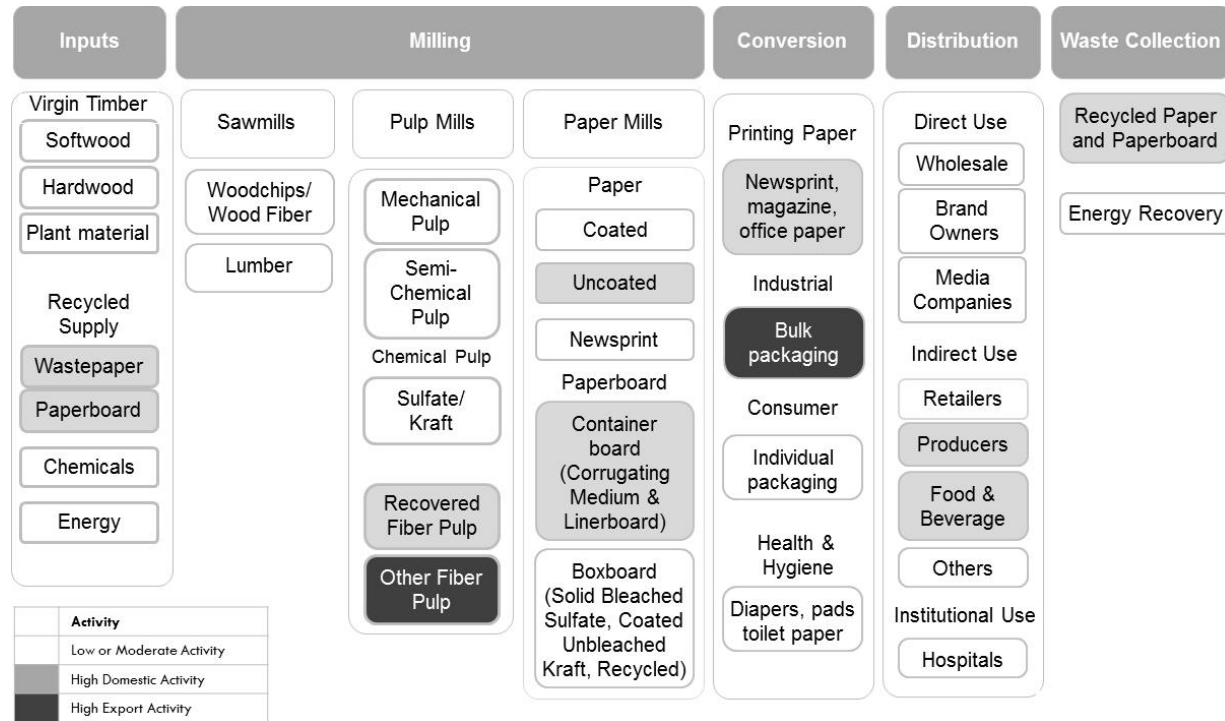 Inputs
Milling
Conversion
Distribution
Waste Collection
Virgin Timber
Softwood
Hardwood
Plant material
Recycled
Supply
Wastepaper
Paperboard
Chemicals
Energy
Sawmills
Woodchips/
Wood Fiber
Lumber
Pulp Mills
Mechanical
Pulp
Semi-
Chemical
Pulp
Chemical Pulp
Sulfate/
Kraft
Recovered
Fiber Pulp
Other Fiber
Pulp
Paper Mills
Paper
Coated
Uncoated
Newsprint
Paperboard
Container
board
(Corrugating
Medium &
Linerboard)
Boxboard
(Solid Bleached
Sulfate, Coated
Unbleached
Kraft, Recycled)
Printing Paper
Newsprint,
magazine,
office paper
Industrial
Bulk
packaging
Consumer
Individual
packaging
Health &
Hygiene
Diapers, pads
toilet paper
Direct Use
Wholesale
Brand
Owners
Media
Companies
Indirect Use
Retailers
Producers
Food &
Beverage
Others
Institutional Use
Hospitals
Recycled Paper
and Paperboard
Energy Recovery
Activity
Low or Moderate Activity
High Domestic Activity
High Export Activity